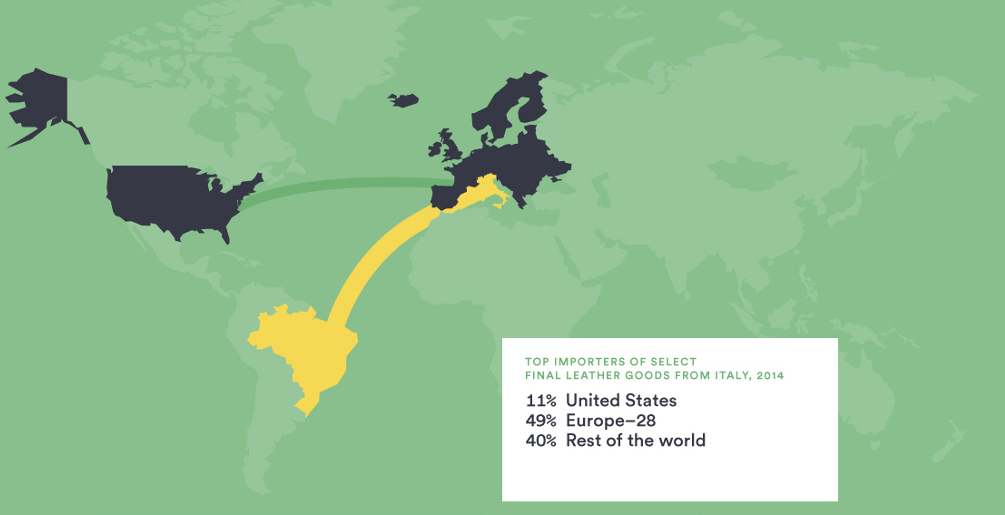 TOP IMPORTERS OF SELECT
FINAL LEATHER GOODS FROM ITALY, 2014
11% United States
49% Europe–28
40% Rest of the world